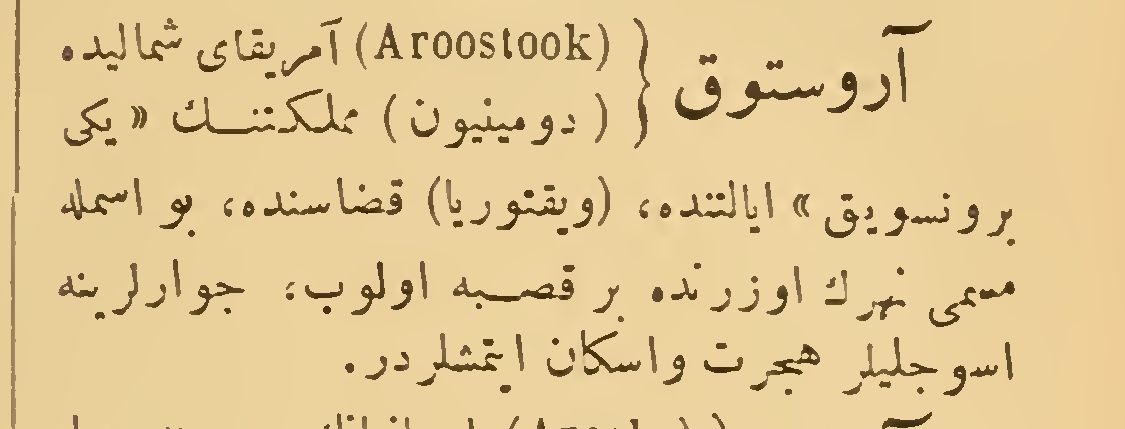 آروستوق { (Aroostook) آمریقای شمالیده
(دومینیون) مملکتنك «یکی
برونسویق» ایالتنده، (ویقتوریا) قضاسنده، بو اسمله
مسمی نهرك اوزرنده بر قصبه اولوب، جوارلرینه
اسوجلیلر هجرت واسکان ایتمشلردر.